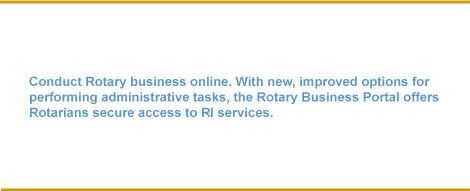 Conduct Rotary business online. With new, improved options for
performing administrative tasks, the Rotary Business Portal offers
Rotarians secure access to RI services.